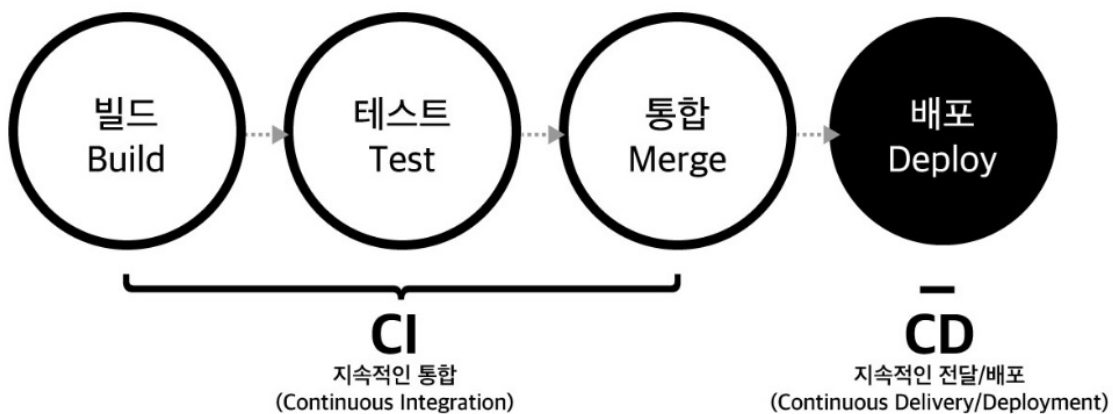 빌드
Build
테스트
Test
통합
Merge
배포
Deploy
CI
지속적인 통합
(Continuous Integration)
CD
지속적인 전달/배포
(Continuous Delivery/Deployment)